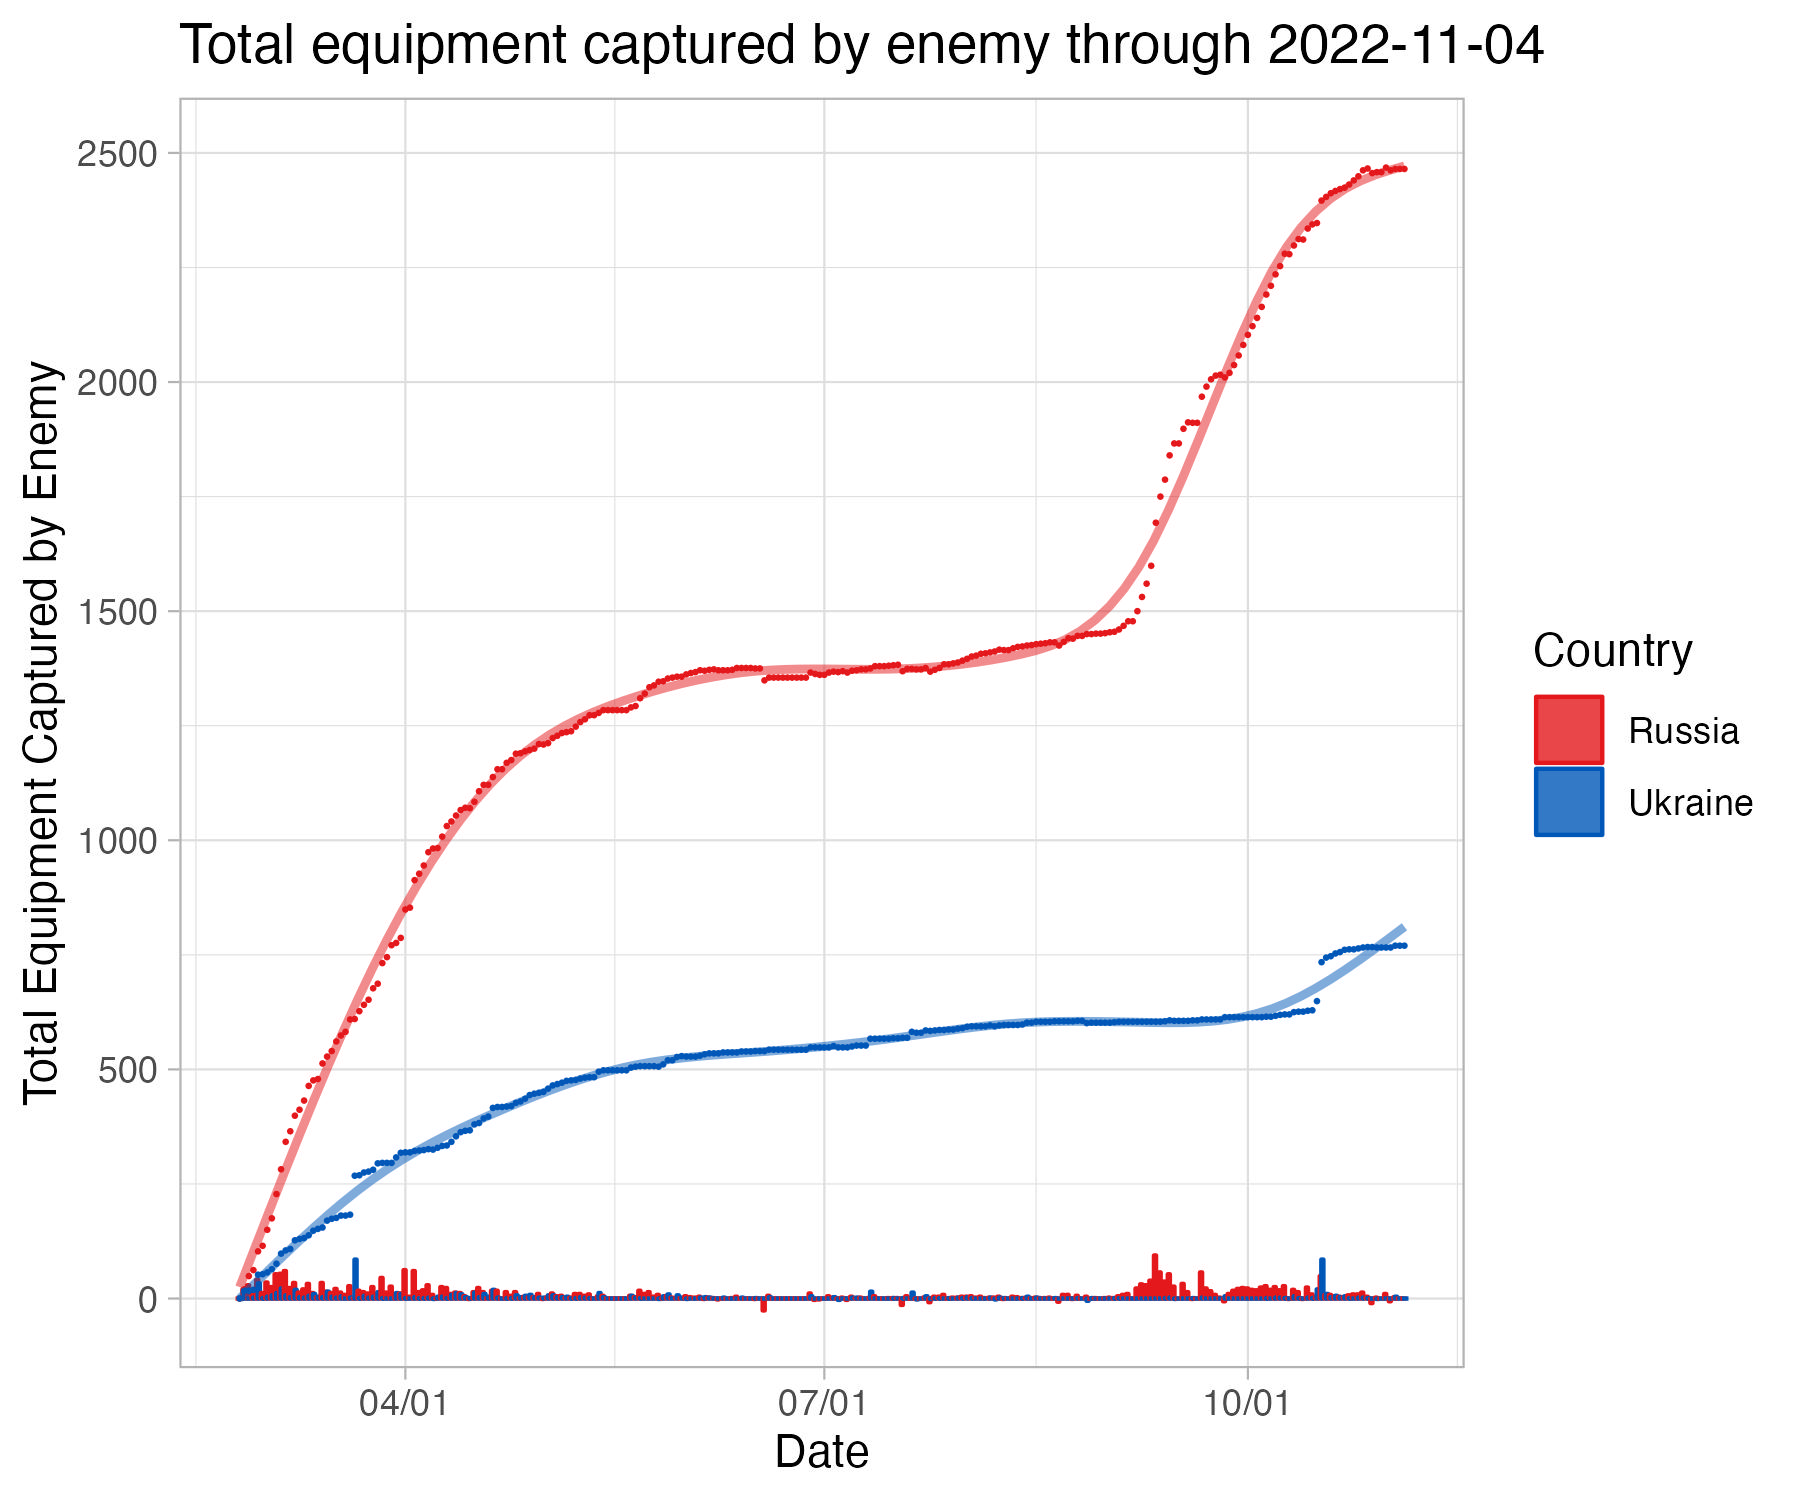 Total equipment captured by enemy through 2022-11-04
Total Equipment Captured by Enemy
2500
2000
1500
1000
500
0
04/01
07/01
10/01
Date
Country
Russia
Ukraine